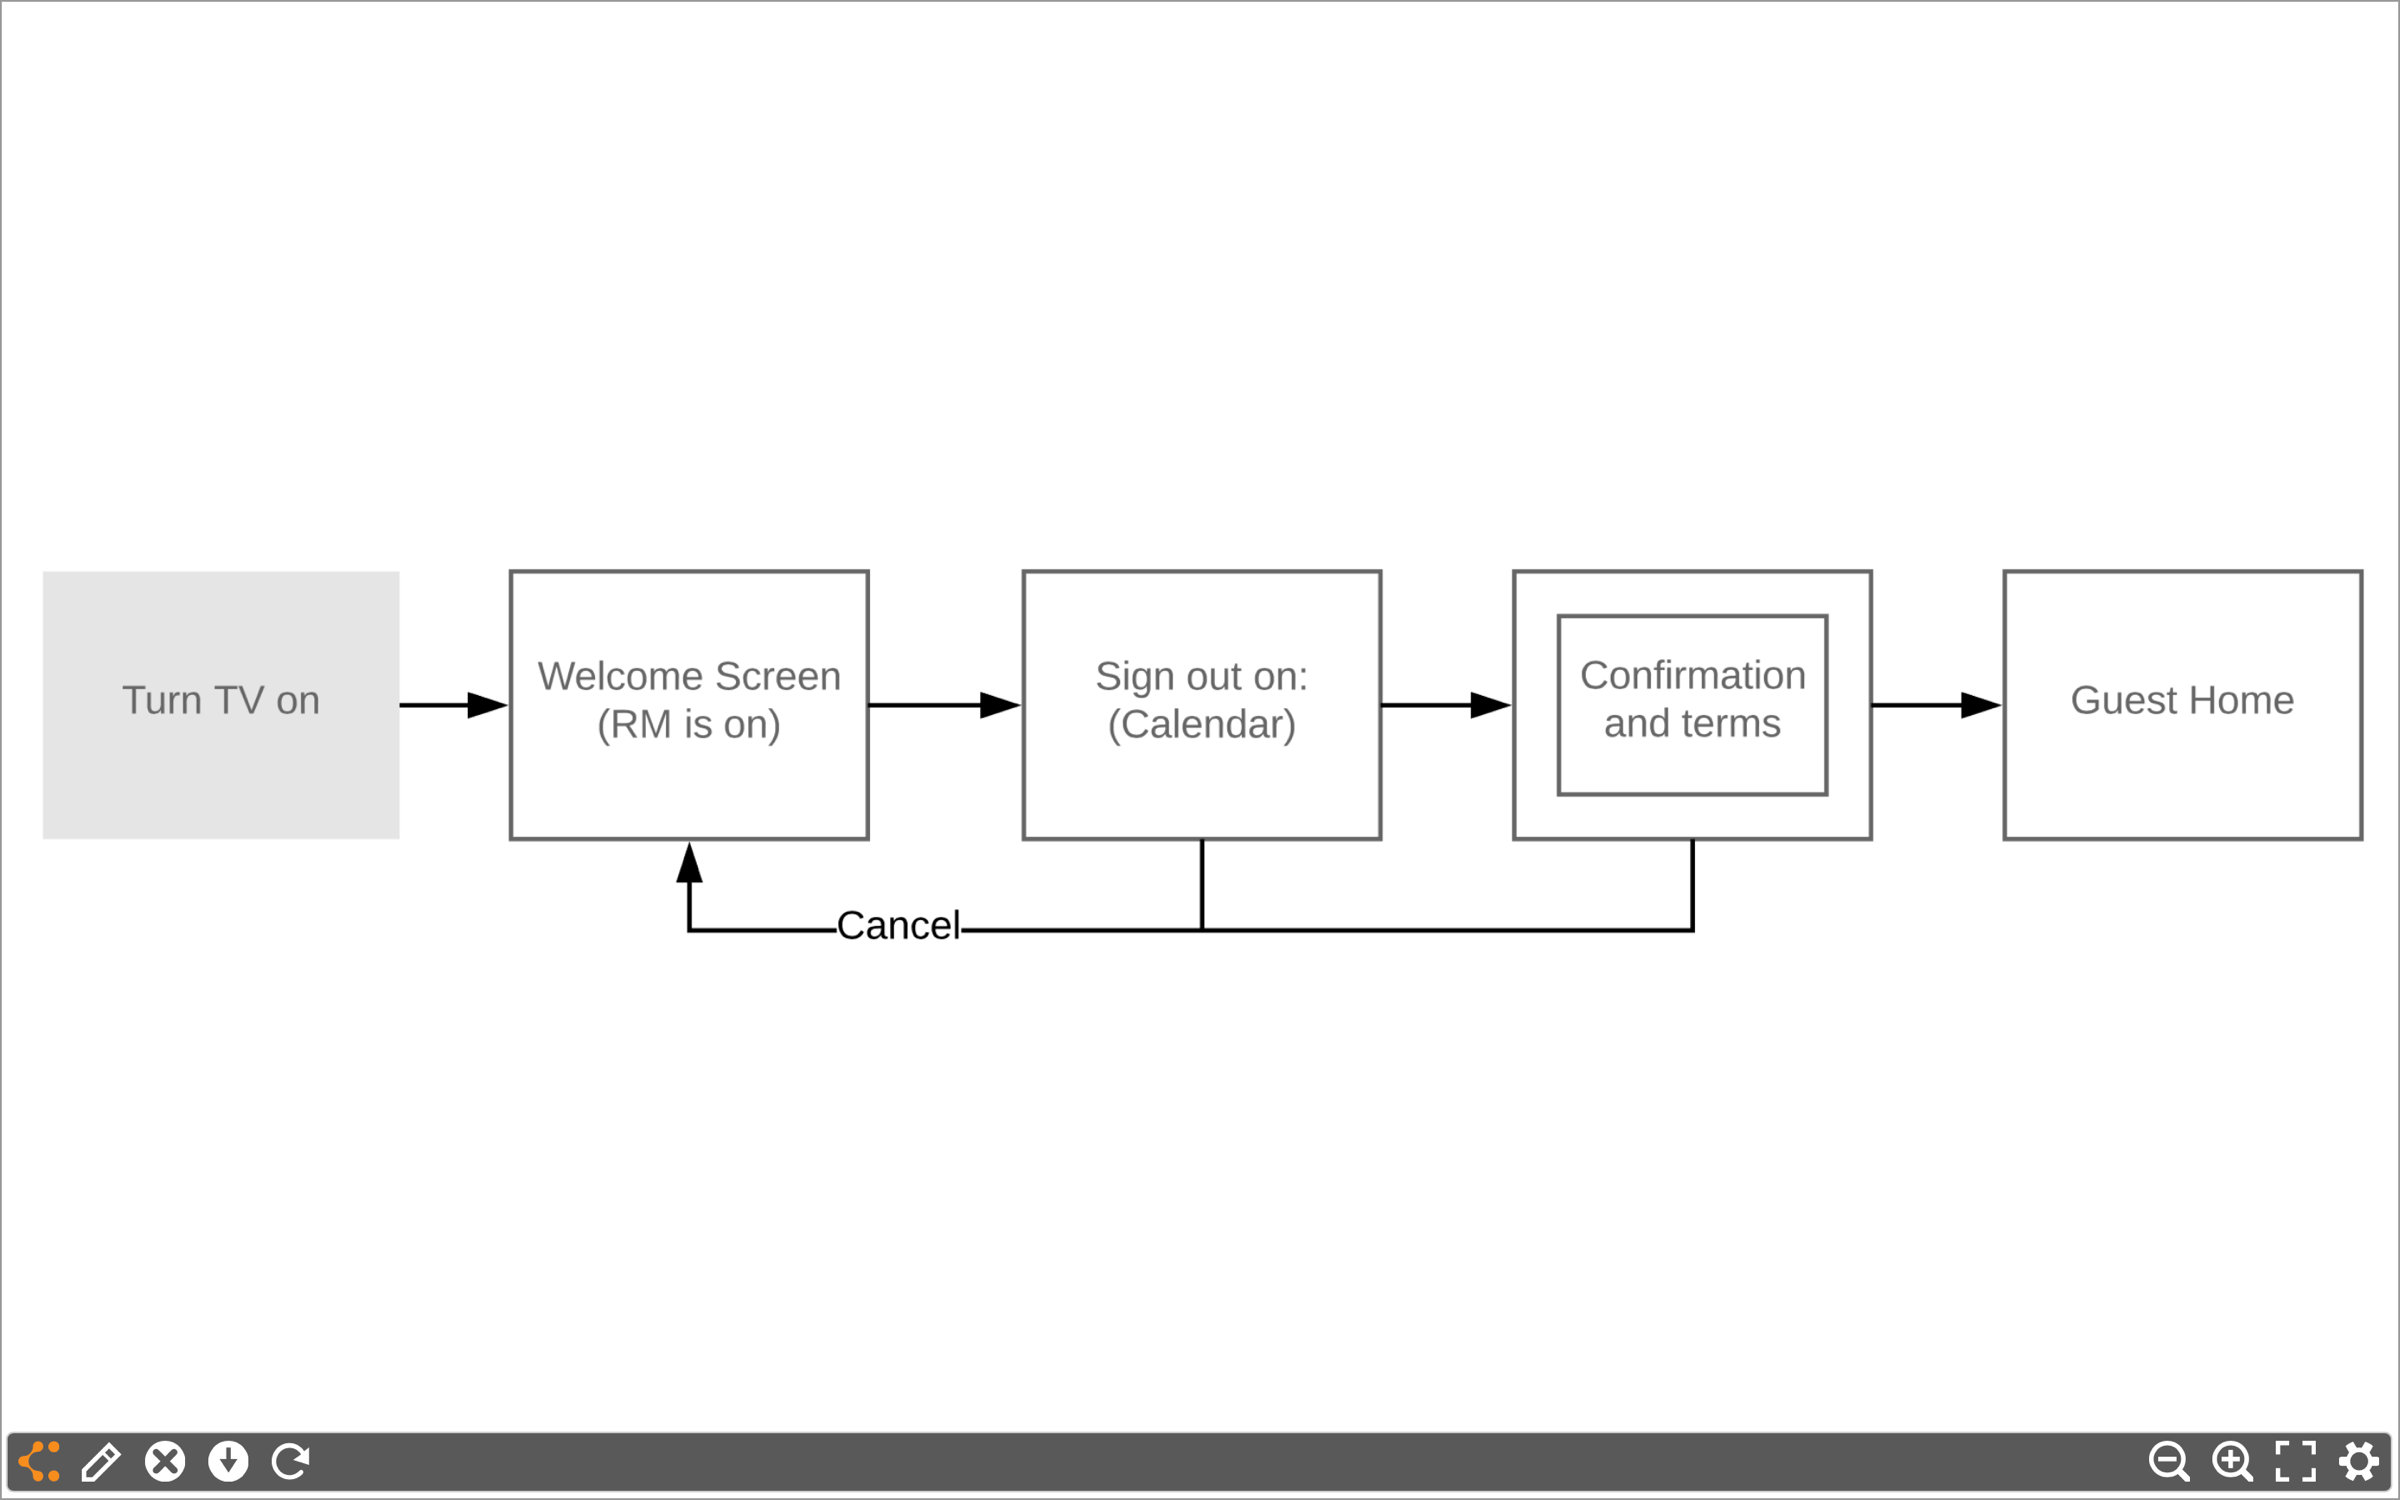 Turn TV on
Welcome Screen
(RM is on)
Sign out on:
(Calendar)
Confirmation
and terms
Guest Home
Cancel